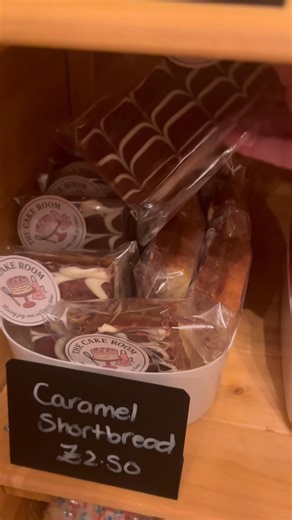 THE CAKE ROOM
THE CAKE ROOM
THE CAKE ROOM
Caramel
Shortbread
£2.50